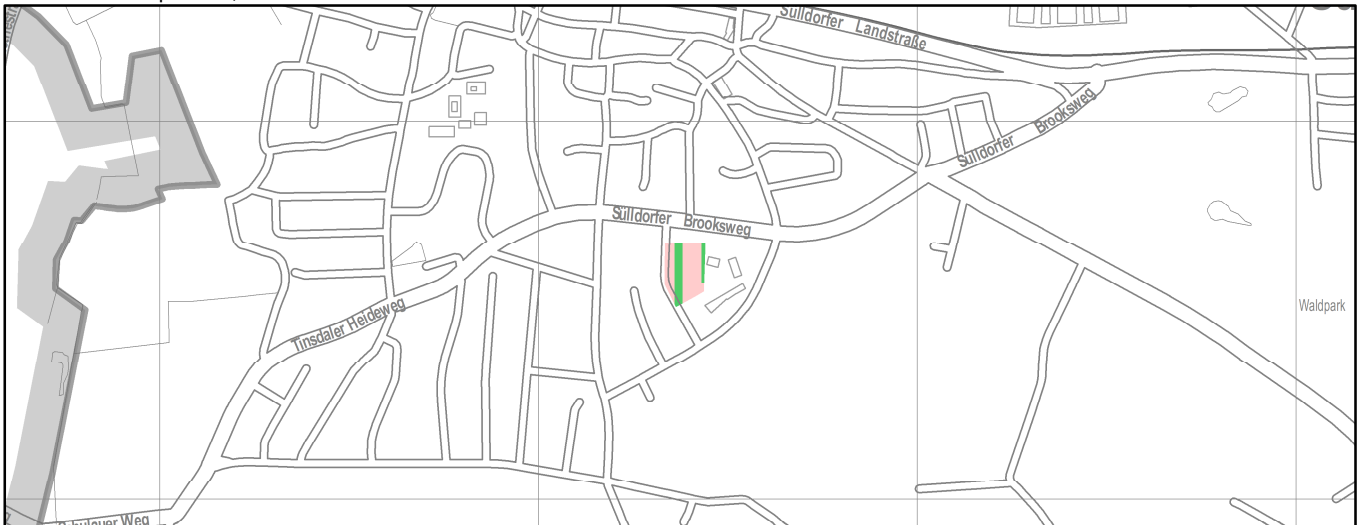 Sülldorfer Landstraße
Sülldorfer Brooksweg
Sülldorfer Brooksweg
Waldpark
Tinsdaler Heideweg